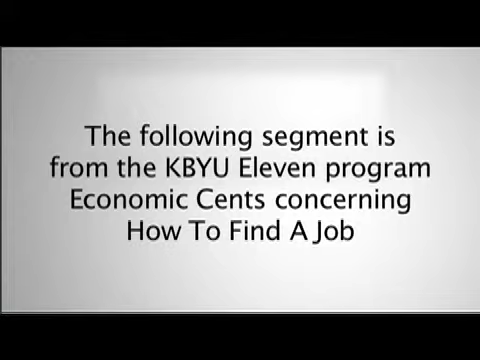 The following segment is
from the KBYU Eleven program
Economic Cents concerning
How To Find A Job